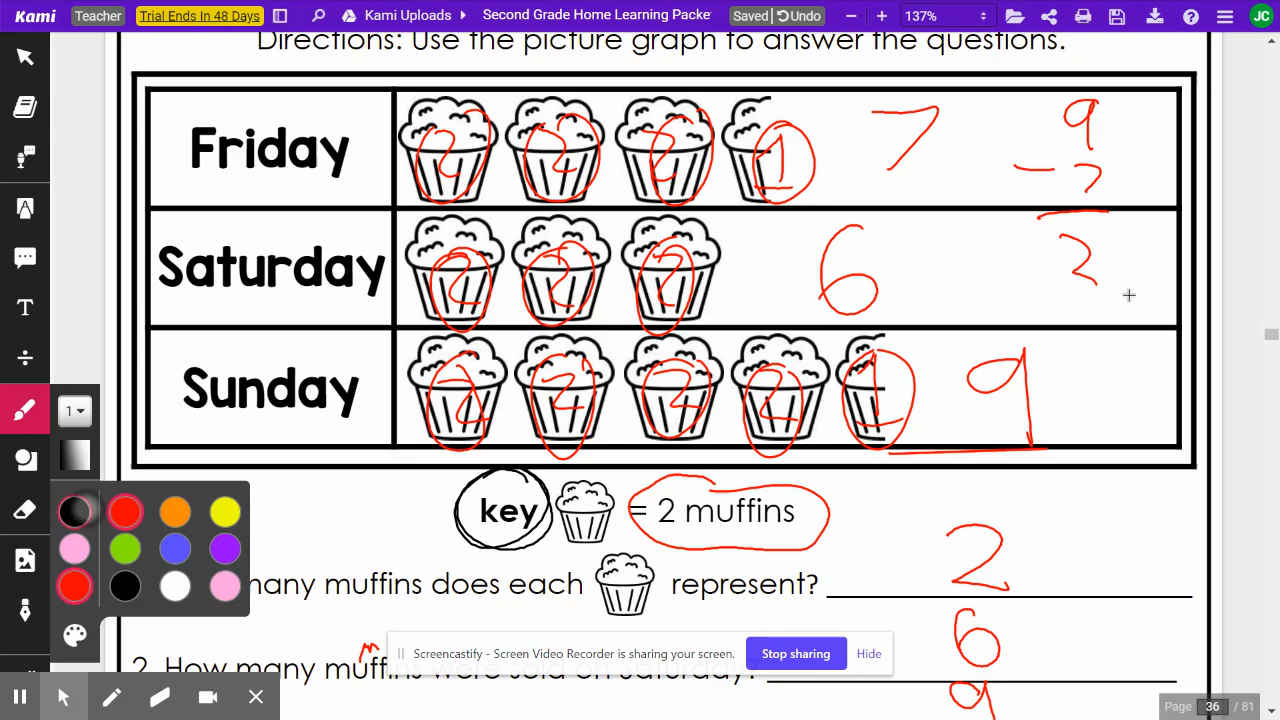 Kami Teacher Trial Ends In 48 Days Kami Uploads > Second Grade Home Learning Packe Saved Undo 137%
JC
Directions: Use the picture graph to answer the questions.
Friday 2 2 2 1 7
9
- 7
2
Saturday 2 2 2 6
Sunday 2 2 2 2 1 9
key = 2 muffins
many muffins does each represent? 2
2. How many muffins were sold on Saturday? 6
m
9
1
Screencastify - Screen Video Recorder is sharing your screen. Stop sharing Hide
Page 36 / 81